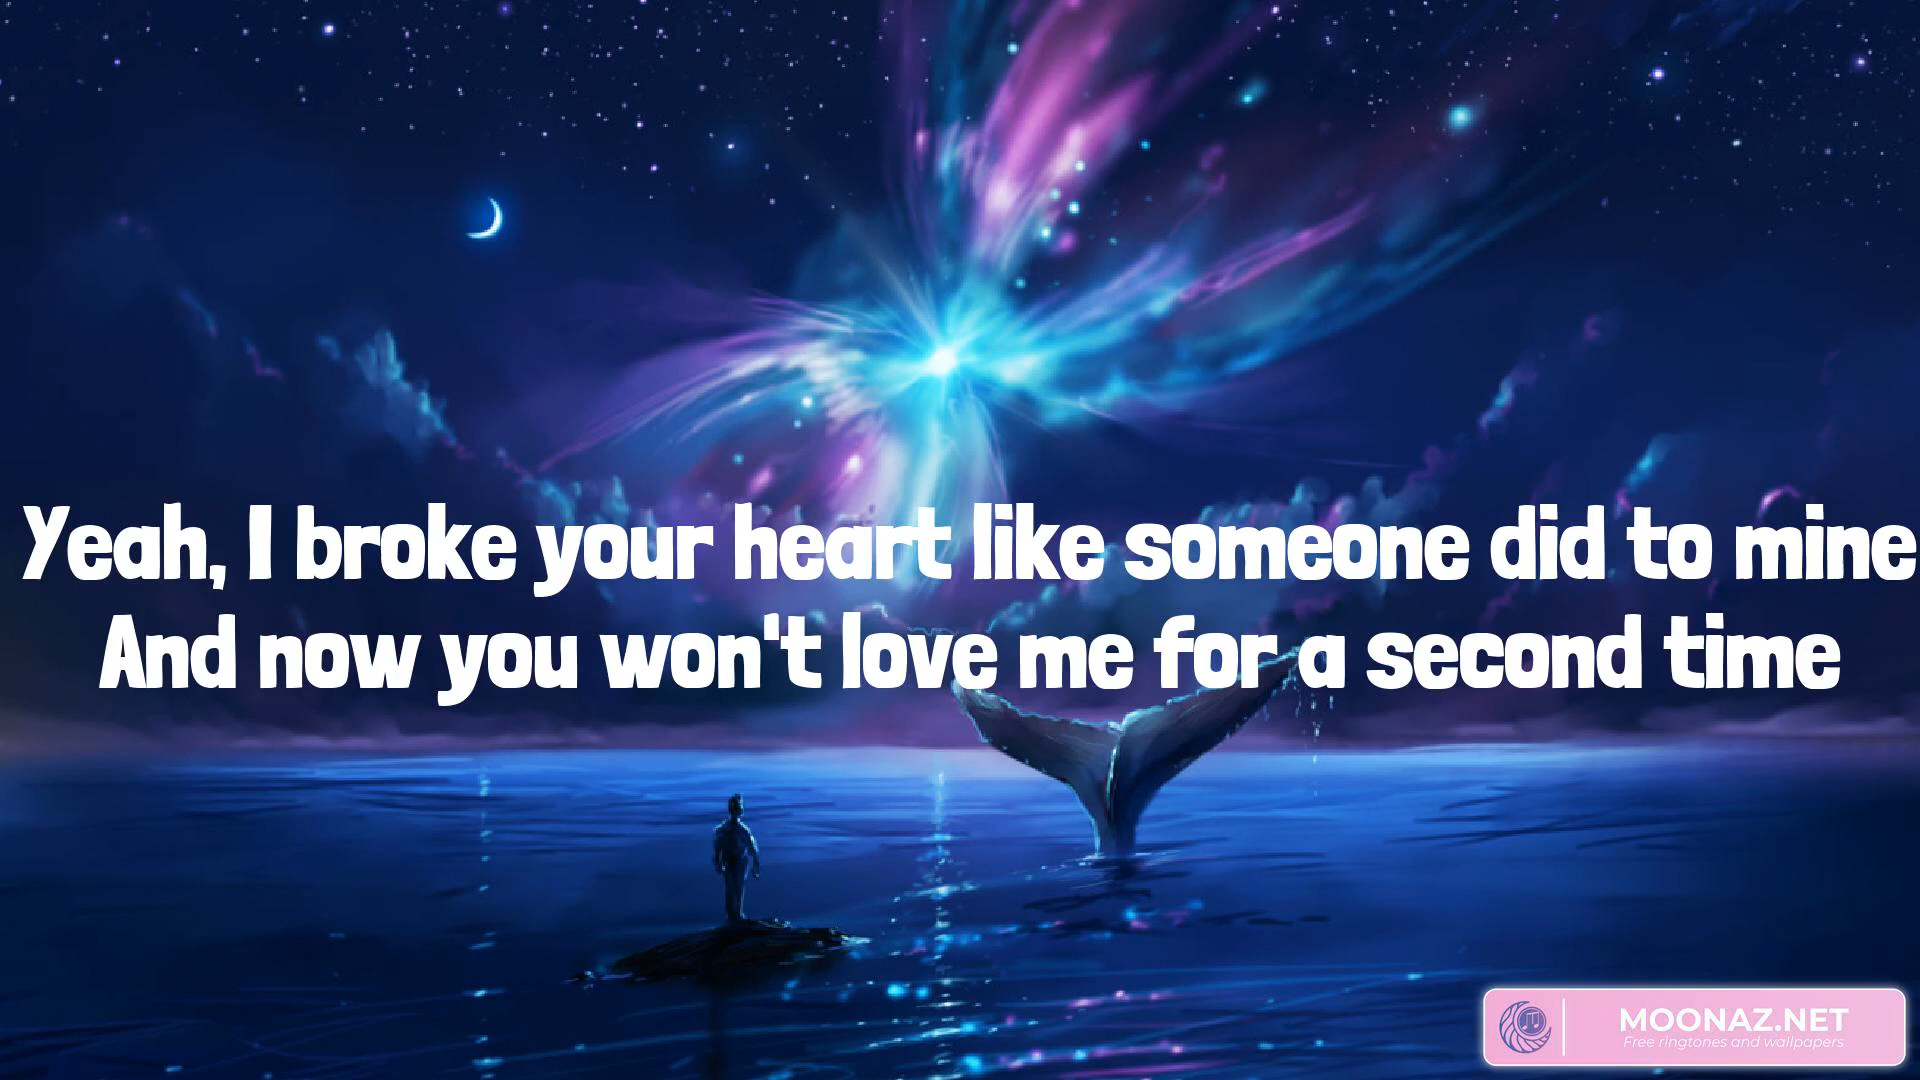 Yeah, I broke your heart like someone did to mine
And now you won't love me for a second time
MOONAZ.NET
Free ringtones and wallpapers